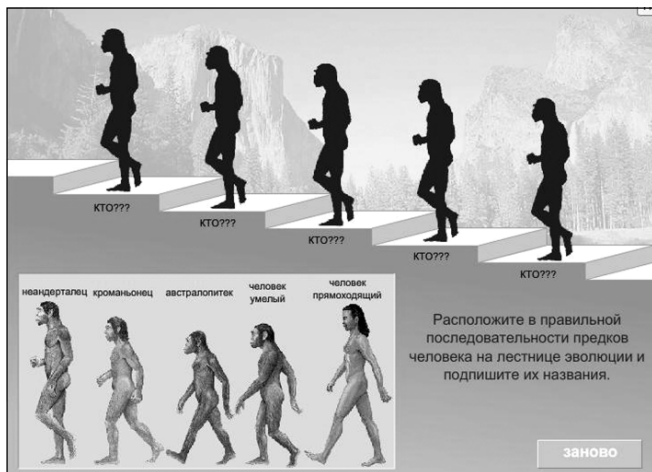 КТО???
КТО???
КТО???
КТО???
КТО???
неандерталец кроманьонец австралопитек человек умелый человек прямоходящий
Расположите в правильной
последовательности предков
человека на лестнице эволюции и
подпишите их названия.
заново